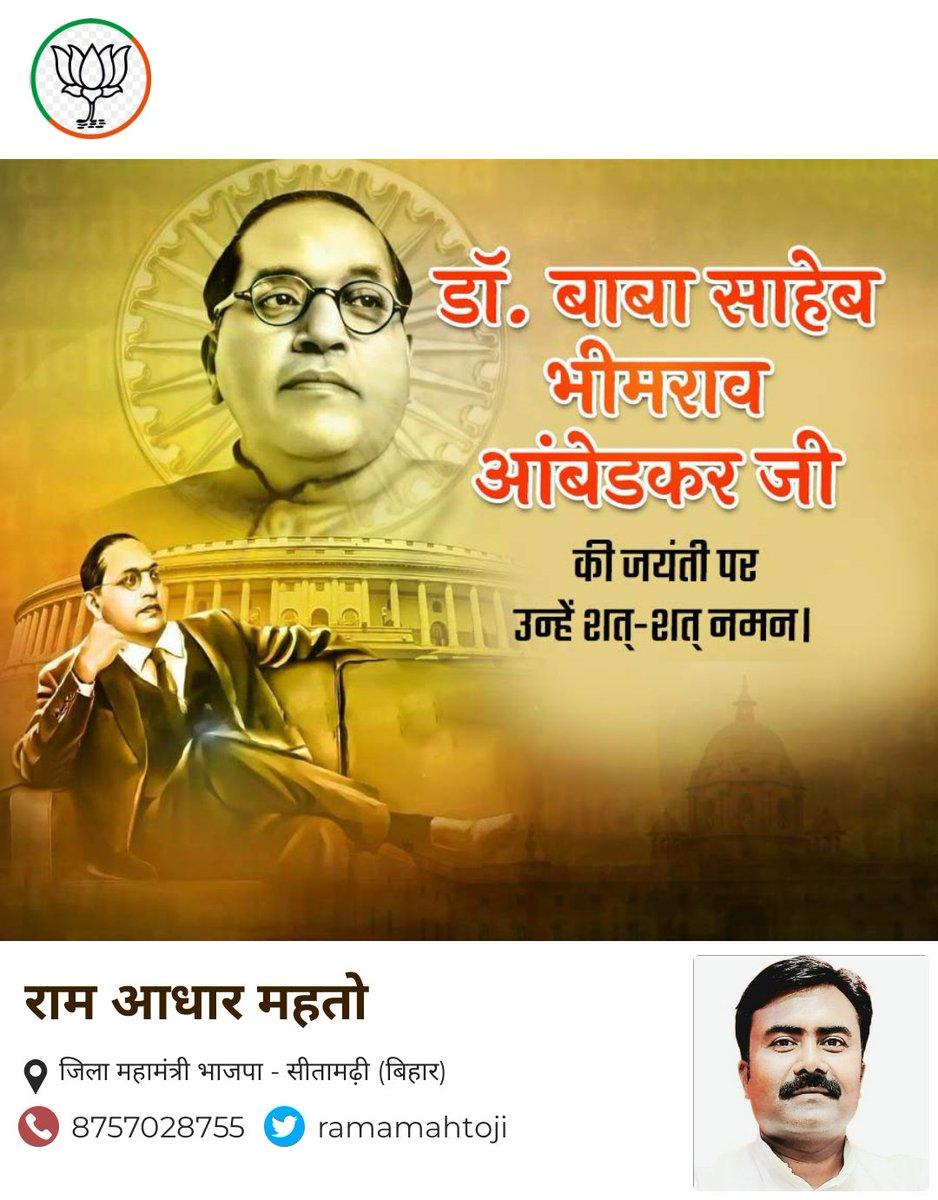 डॉ. बाबा साहेब
भीमराव
आंबेडकर जी
की जयंती पर
उन्हें शत्-शत् नमन।
राम आधार महतो
जिला महामंत्री भाजपा - सीतामढ़ी (बिहार)
8757028755 ramamahtoji